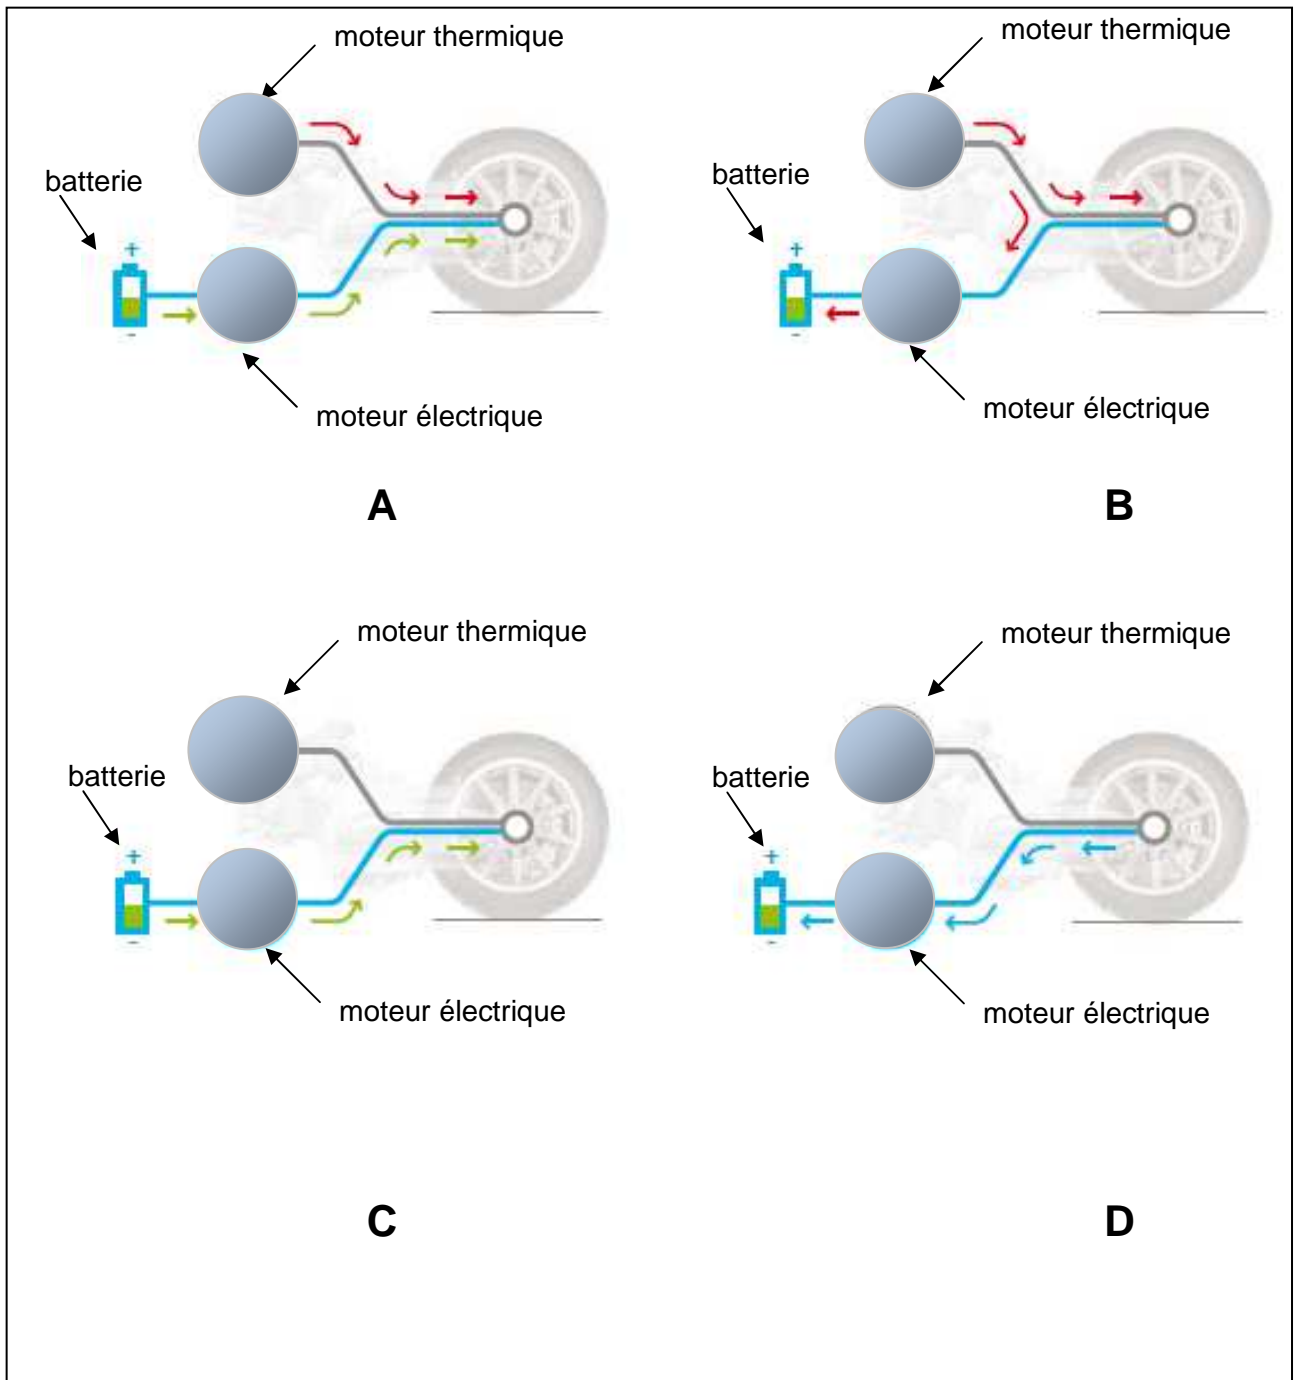 moteur thermique
moteur thermique
batterie
batterie
+
+
-
-
moteur électrique
moteur électrique
A
B
moteur thermique
moteur thermique
batterie
batterie
+
+
-
-
moteur électrique
moteur électrique
C
D